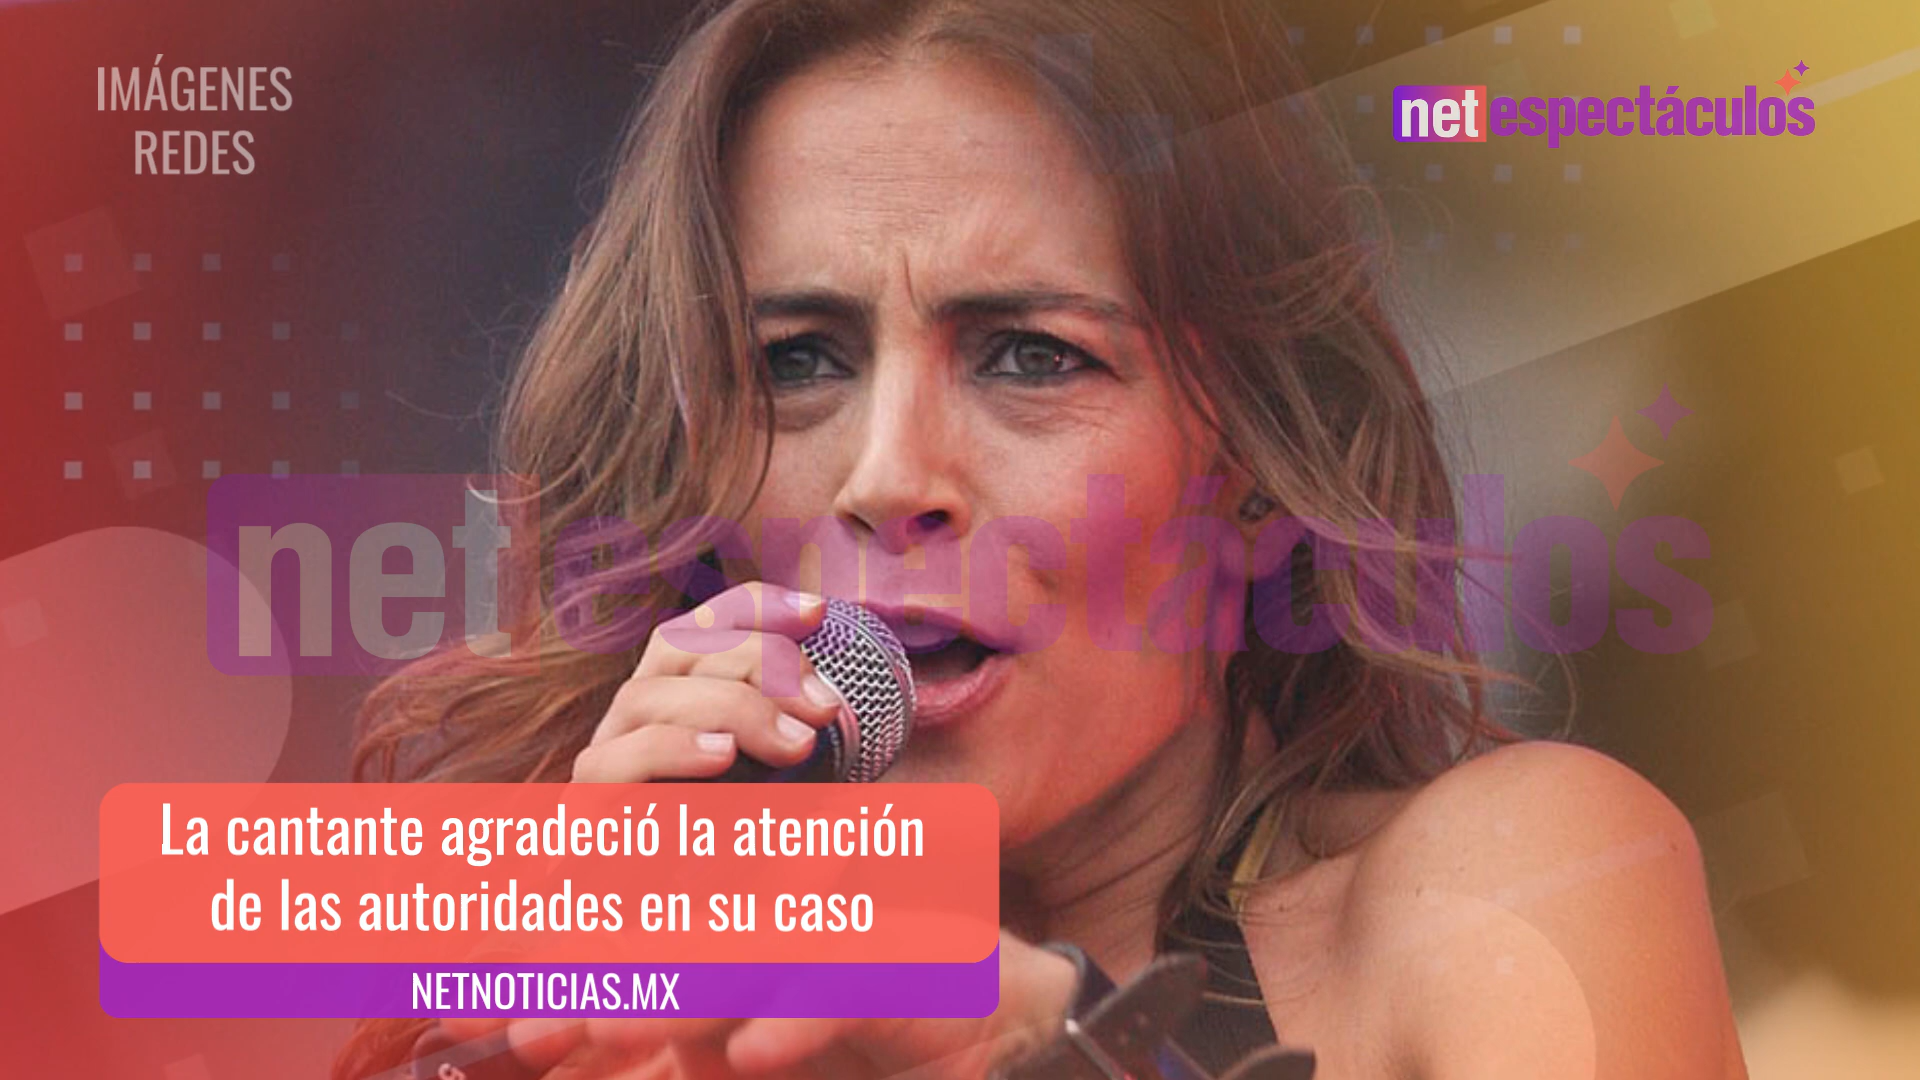 IMÁGENES
REDES
net espectáculos
net espectáculos
La cantante agradeció la atención
de las autoridades en su caso
NETNOTICIAS.MX